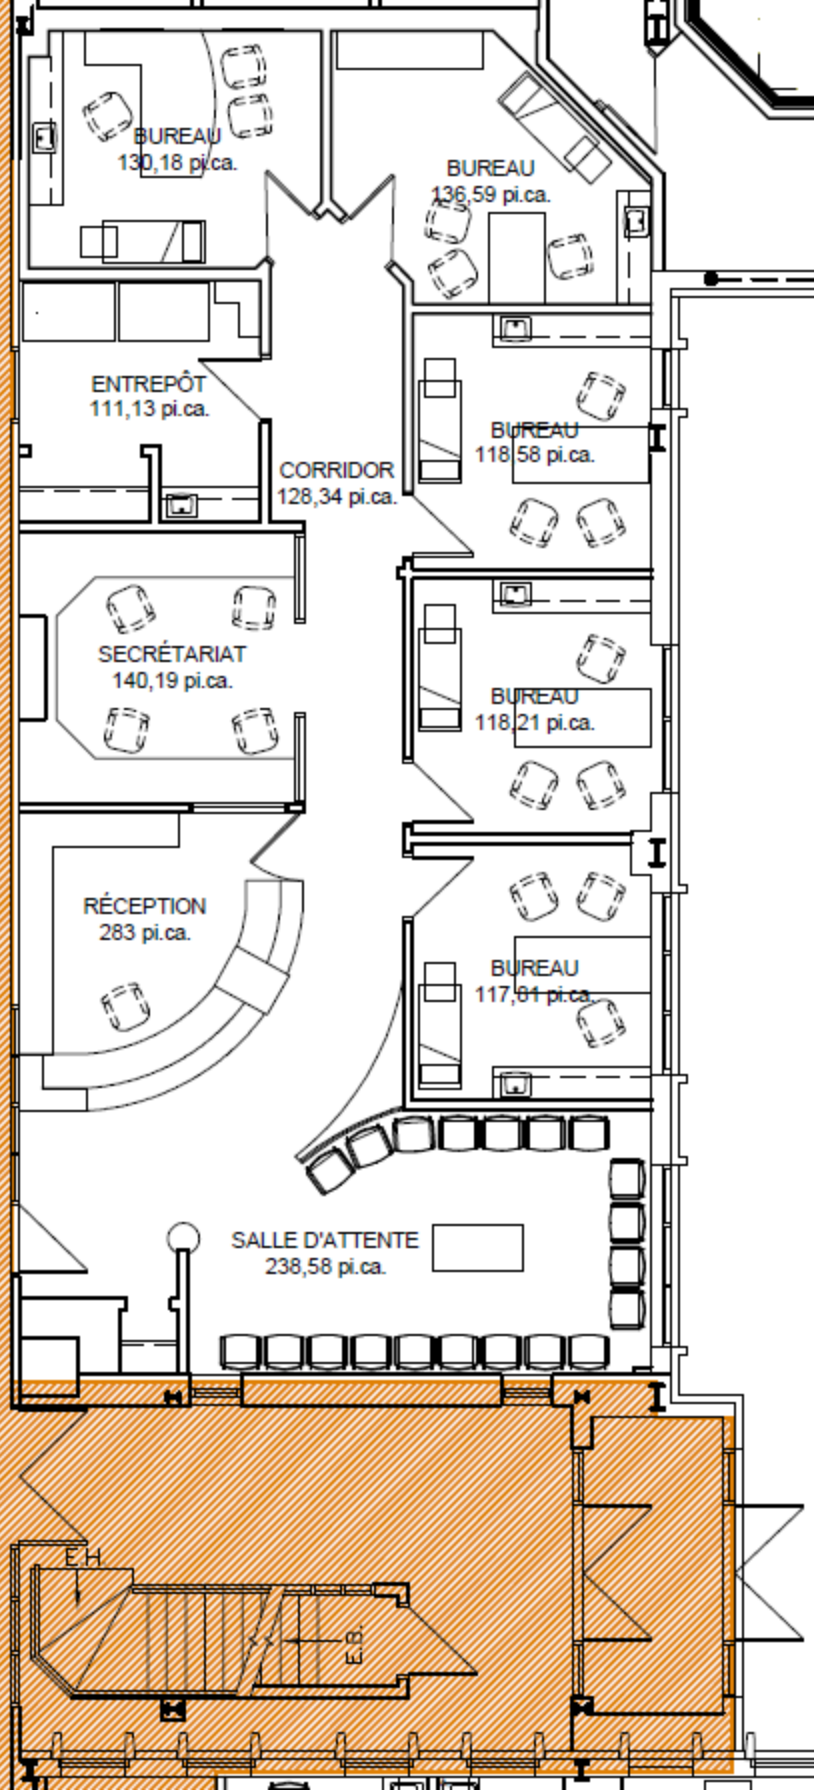 BUREAU
130,18 pi.ca.
BUREAU
136,59 pi.ca.
ENTREPÔT
111,13 pi.ca.
BUREAU
118,58 pi.ca.
CORRIDOR
128,34 pi.ca.
SECRÉTARIAT
140,19 pi.ca.
BUREAU
118,21 pi.ca.
RÉCEPTION
283 pi.ca.
BUREAU
117,01 pi.ca.
SALLE D'ATTENTE
238,58 pi.ca.
E.H
E.B.